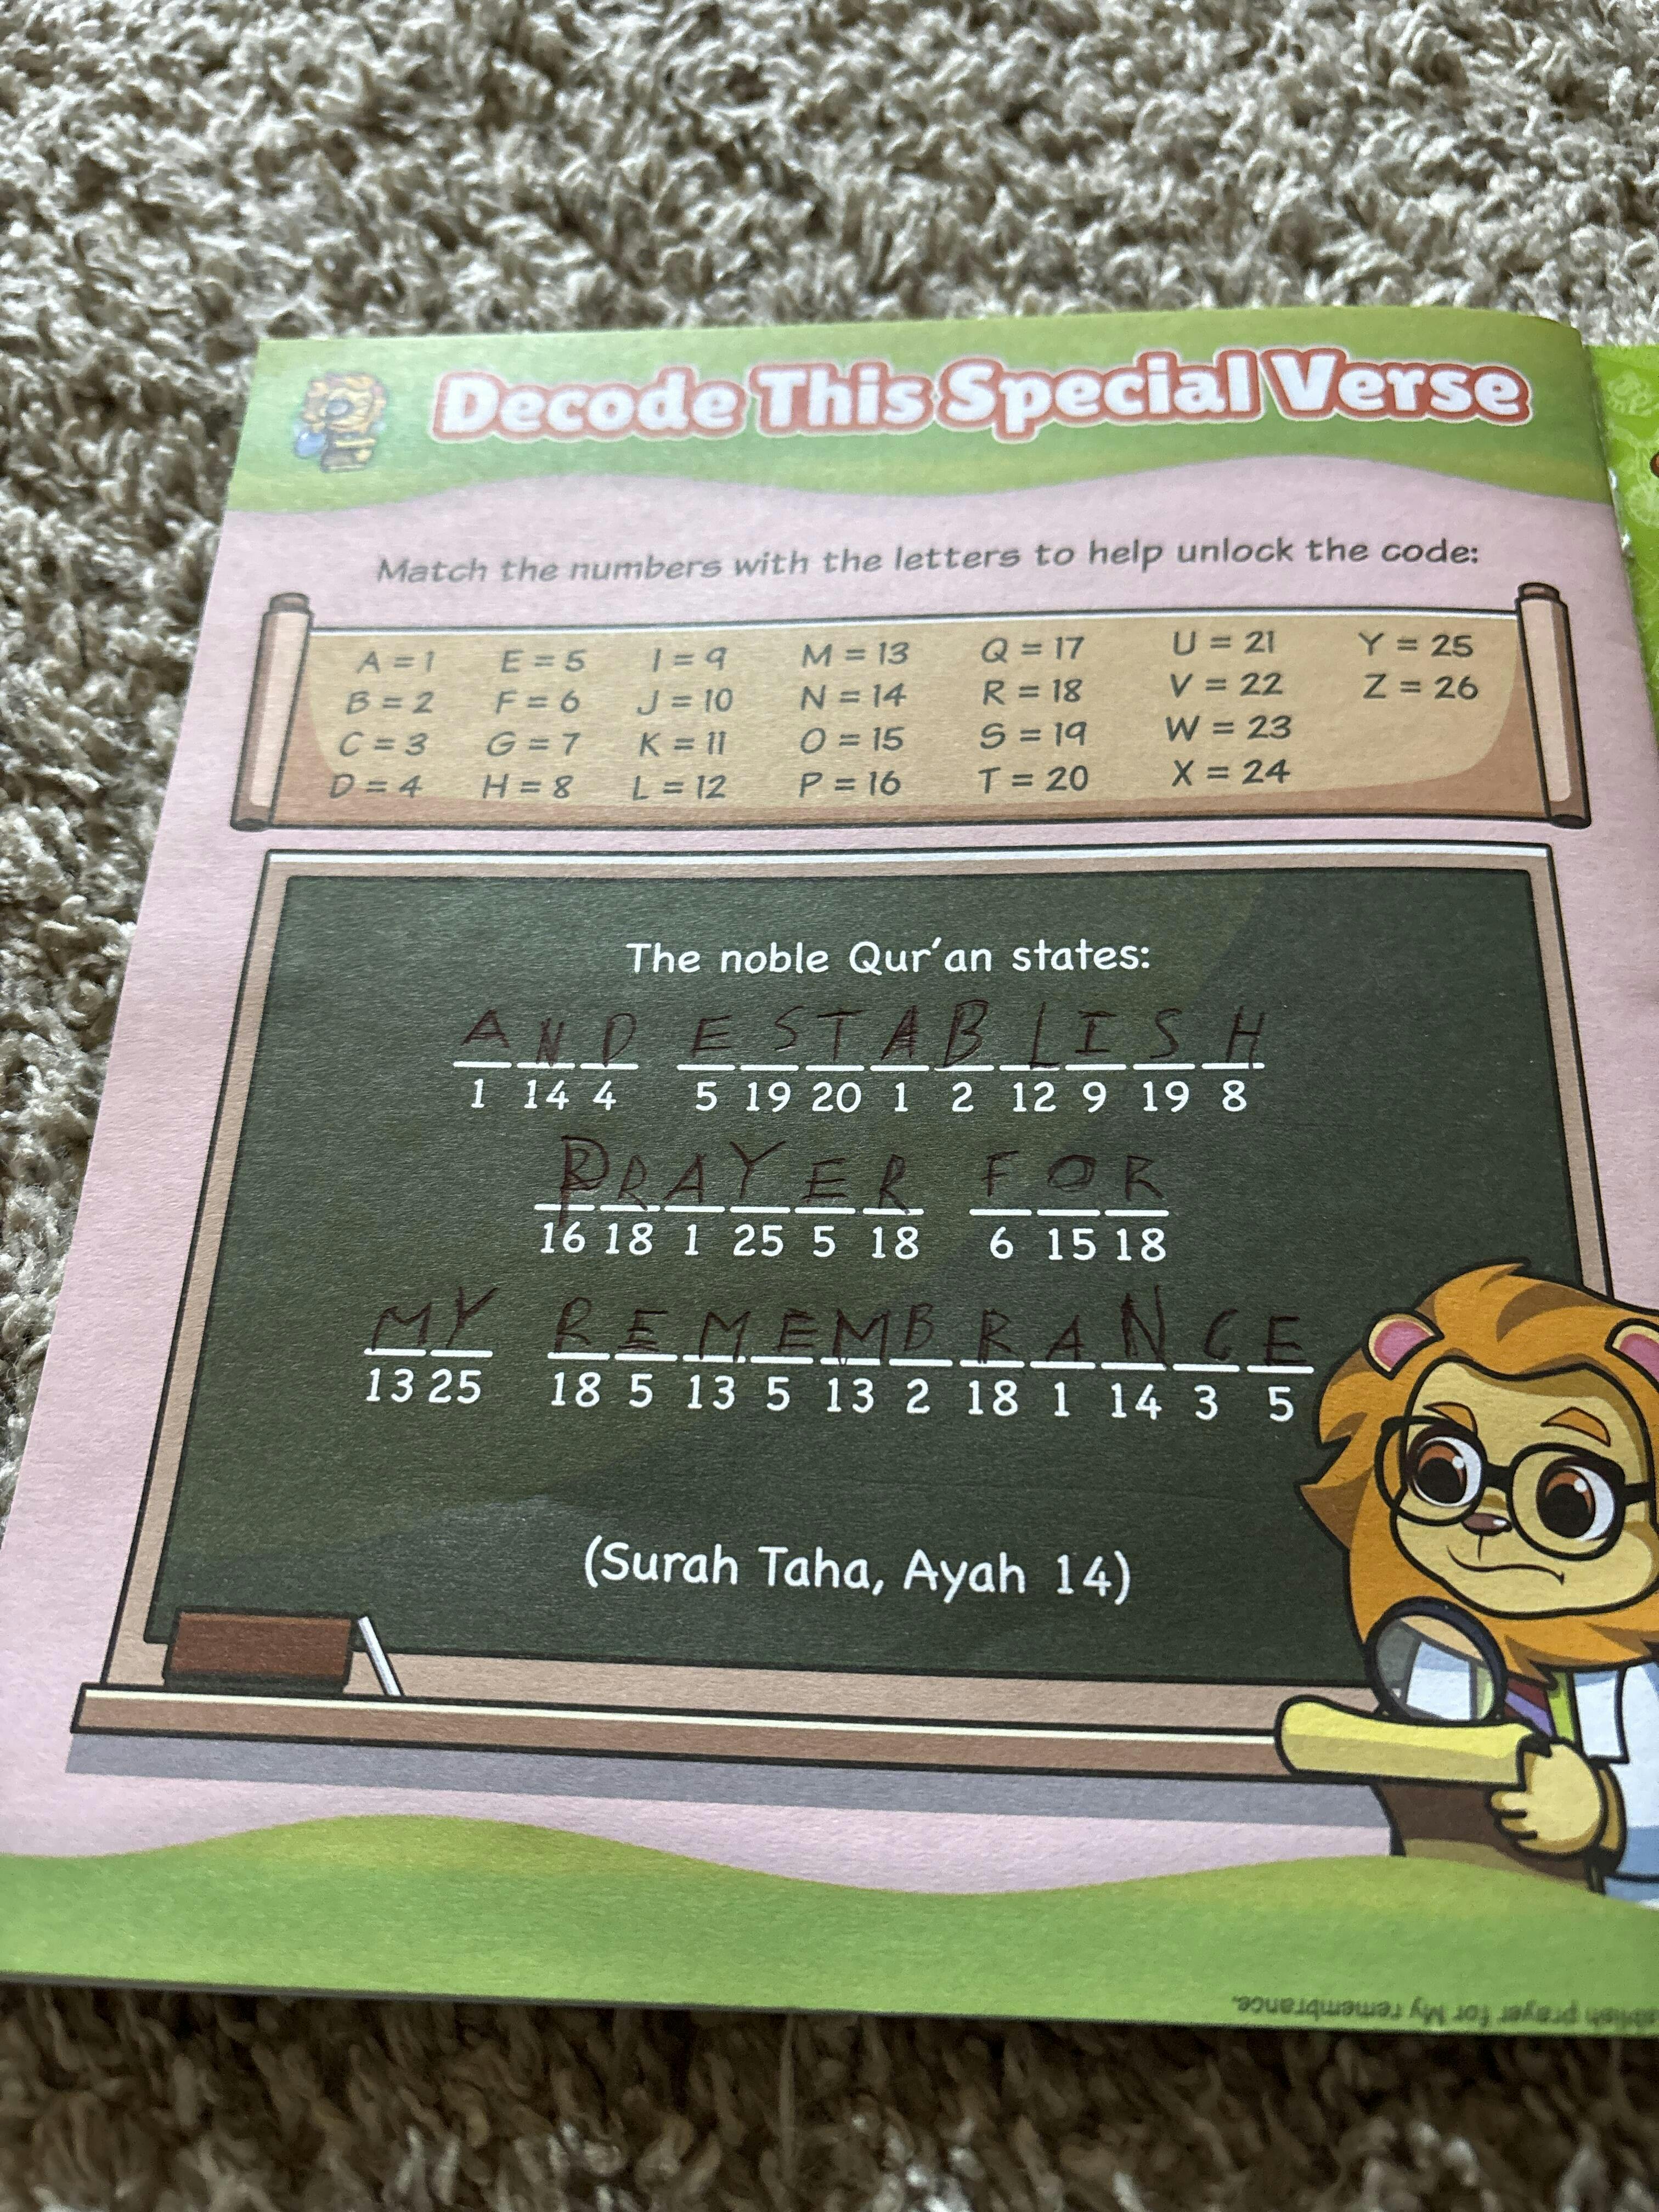 Decode This Special Verse
Match the numbers with the letters to help unlock the code:
A = 1 E = 5 I = 9 M = 13 Q = 17 U = 21 Y = 25
B = 2 F = 6 J = 10 N = 14 R = 18 V = 22 Z = 26
C = 3 G = 7 K = 11 O = 15 S = 19 W = 23
D = 4 H = 8 L = 12 P = 16 T = 20 X = 24
The noble Qur'an states:
AND ESTABLISH
1 14 4 5 19 20 1 2 12 9 19 8
PRAYER FOR
16 18 1 25 5 18 6 15 18
MY REMEMBRANCE
13 25 18 5 13 5 13 2 18 1 14 3 5
(Surah Taha, Ayah 14)
prayer for My remembrance.